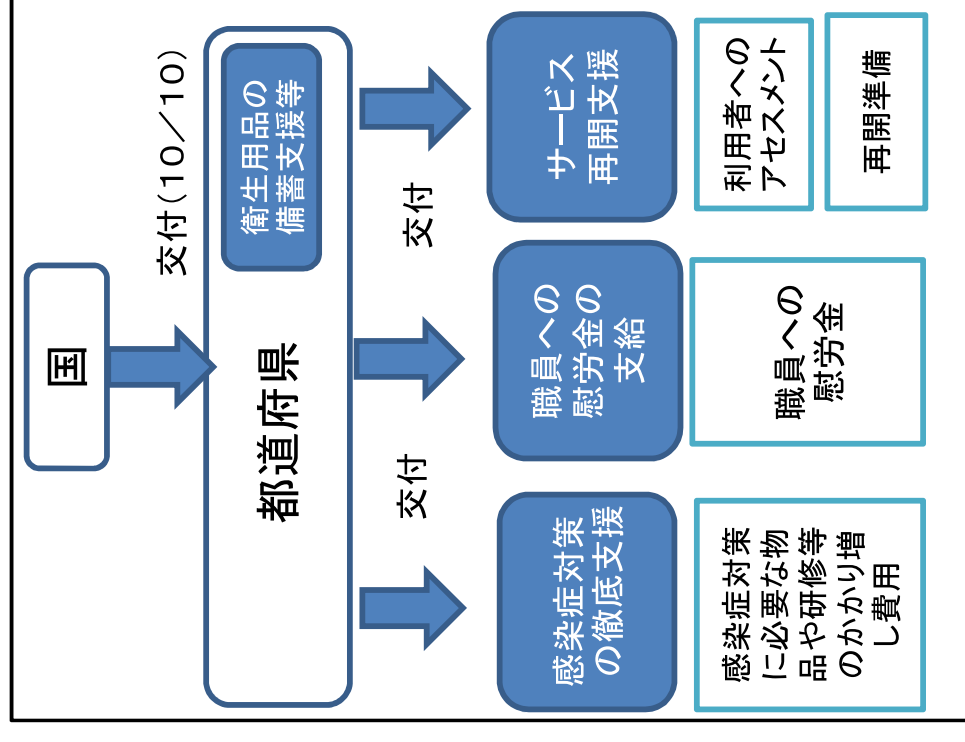 国
交付(10/10)
都道府県
衛生用品の
備蓄支援等
交付
交付
感染症対策
の徹底支援
職員への
慰労金の
支給
サービス
再開支援
感染症対策
に必要な物
品や研修等
のかかり増
し費用
職員への
慰労金
利用者への
アセスメント
再開準備